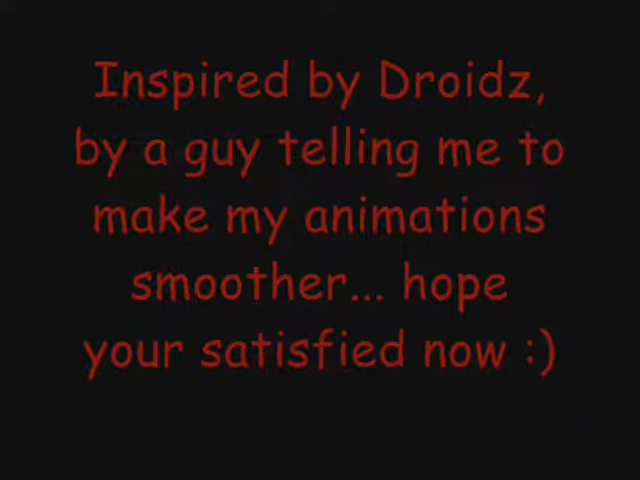 Inspired by Droidz,
by a guy telling me to
make my animations
smoother... hope
your satisfied now :)